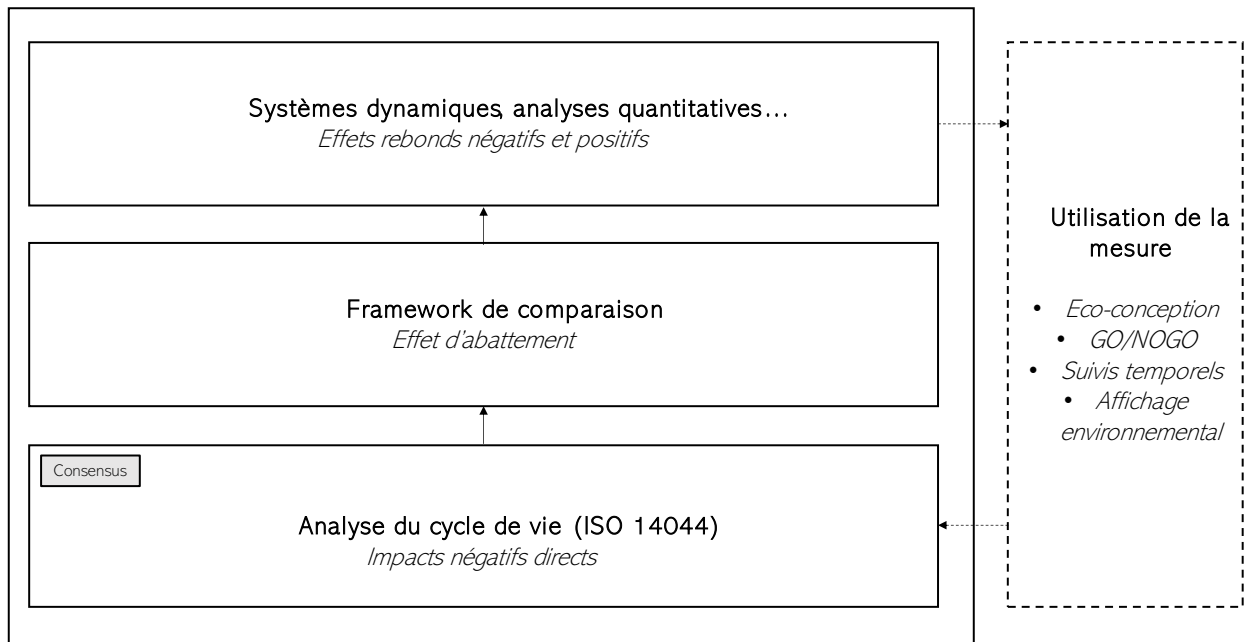 Systèmes dynamiques, analyses quantitatives…
Effets rebonds négatifs et positifs
Framework de comparaison
Effet d'abattement
Consensus
Analyse du cycle de vie (ISO 14044)
Impacts négatifs directs
Utilisation de la
mesure
• Eco-conception
• GO/NOGO
• Suivis temporels
• Affichage
environnemental